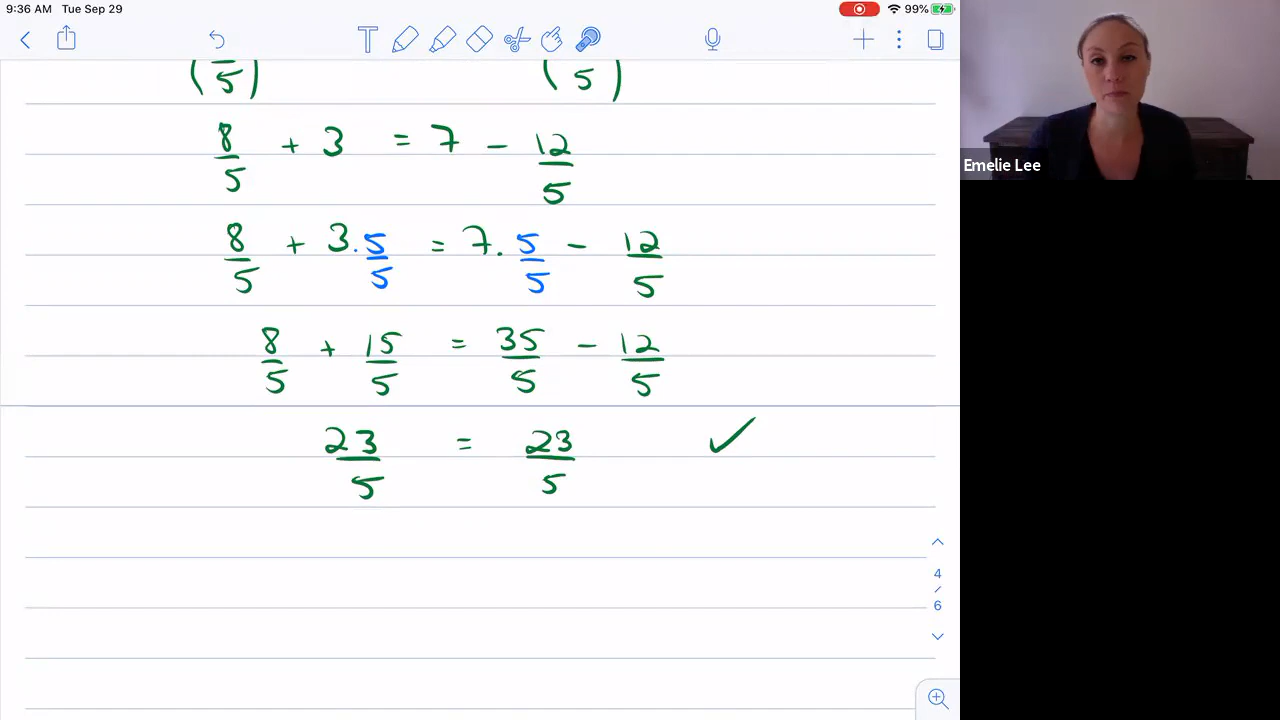 9:36 AM Tue Sep 29
99%
T
( /5) ( 5 )
8/5 + 3 = 7 - 12/5
8/5 + 3 · 5/5 = 7 · 5/5 - 12/5
8/5 + 15/5 = 35/5 - 12/5
23/5 = 23/5 ✓
4/6
Emelie Lee